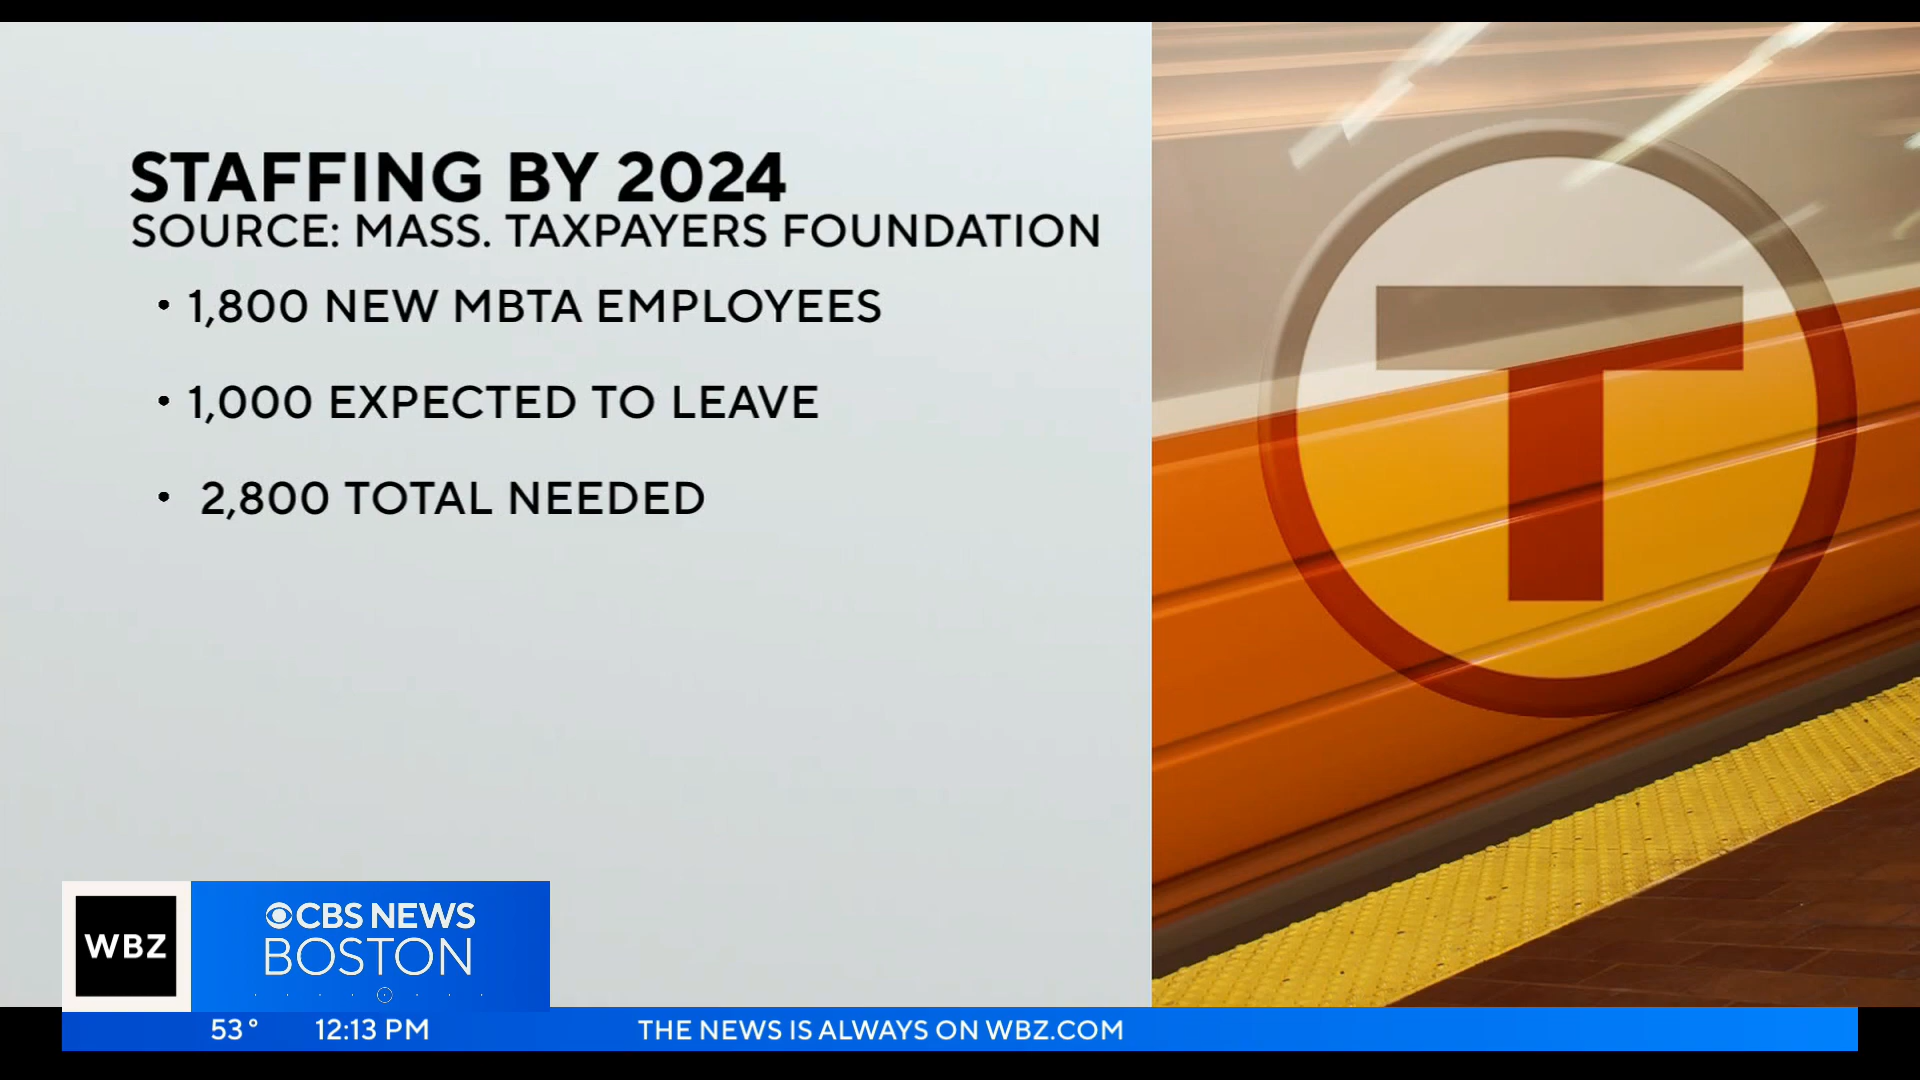 STAFFING BY 2024
SOURCE: MASS. TAXPAYERS FOUNDATION
• 1,800 NEW MBTA EMPLOYEES
• 1,000 EXPECTED TO LEAVE
• 2,800 TOTAL NEEDED
T
WBZ
CBS NEWS
BOSTON
53° 12:13 PM THE NEWS IS ALWAYS ON WBZ.COM